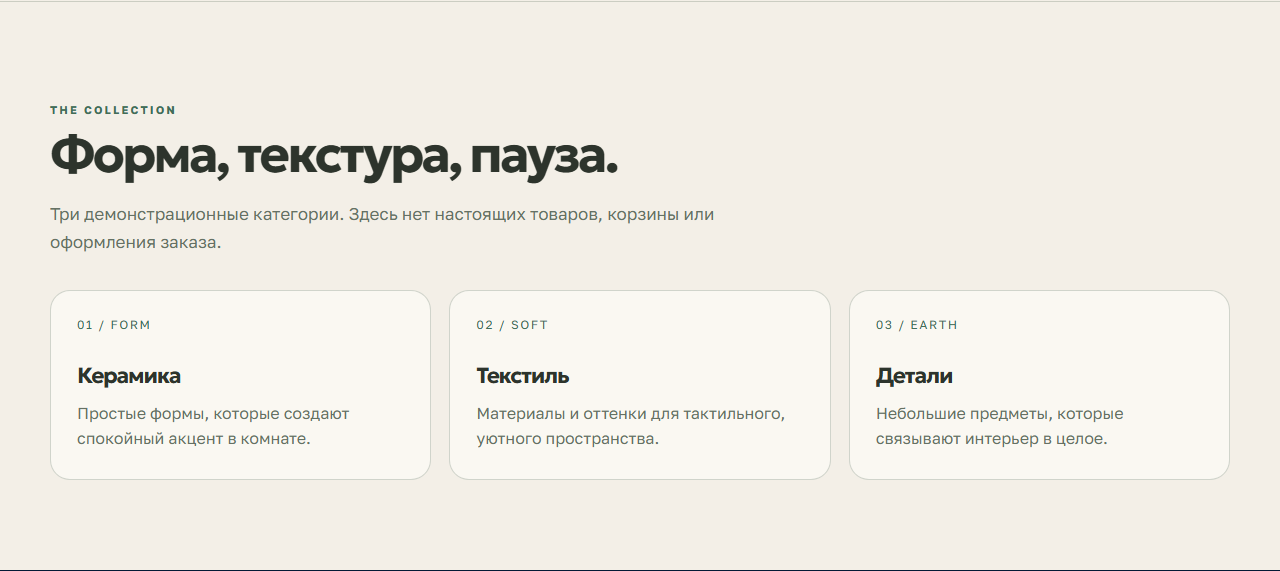 THE COLLECTION
Форма, текстура, пауза.
Три демонстрационные категории. Здесь нет настоящих товаров, корзины или
оформления заказа.
01 / FORM
Керамика
Простые формы, которые создают
спокойный акцент в комнате.
02 / SOFT
Текстиль
Материалы и оттенки для тактильного,
уютного пространства.
03 / EARTH
Детали
Небольшие предметы, которые
связывают интерьер в целое.